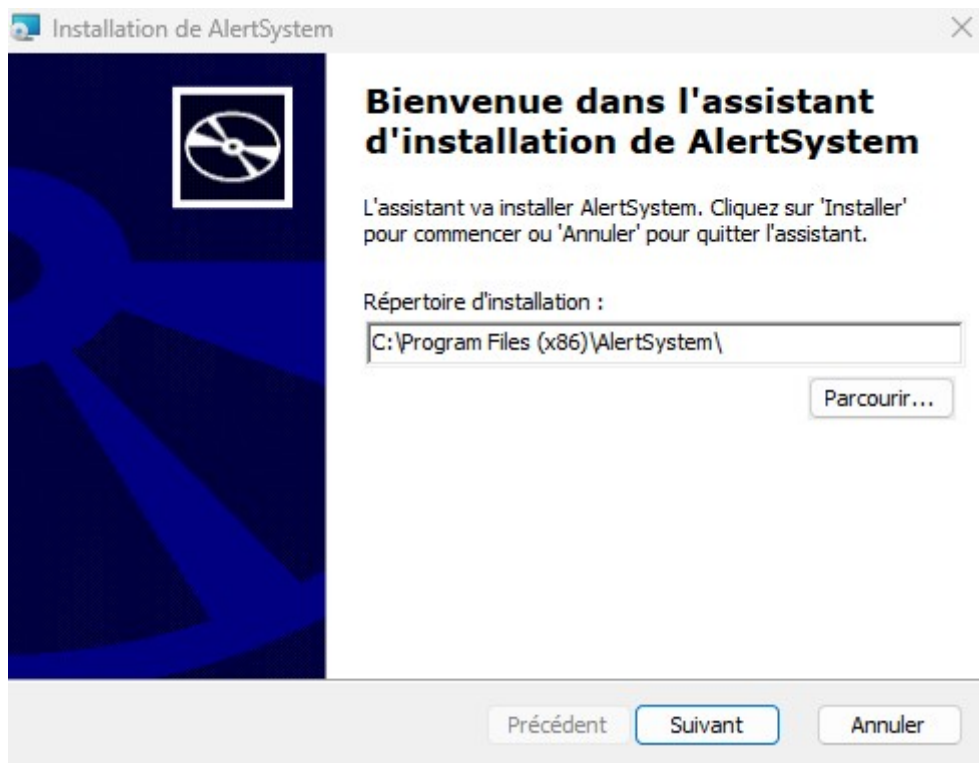 Installation de AlertSystem
Bienvenue dans l'assistant
d'installation de AlertSystem
L'assistant va installer AlertSystem. Cliquez sur 'Installer'
pour commencer ou 'Annuler' pour quitter l'assistant.
Répertoire d'installation :
C:\Program Files (x86)\AlertSystem\
Parcourir...
Précédent Suivant Annuler